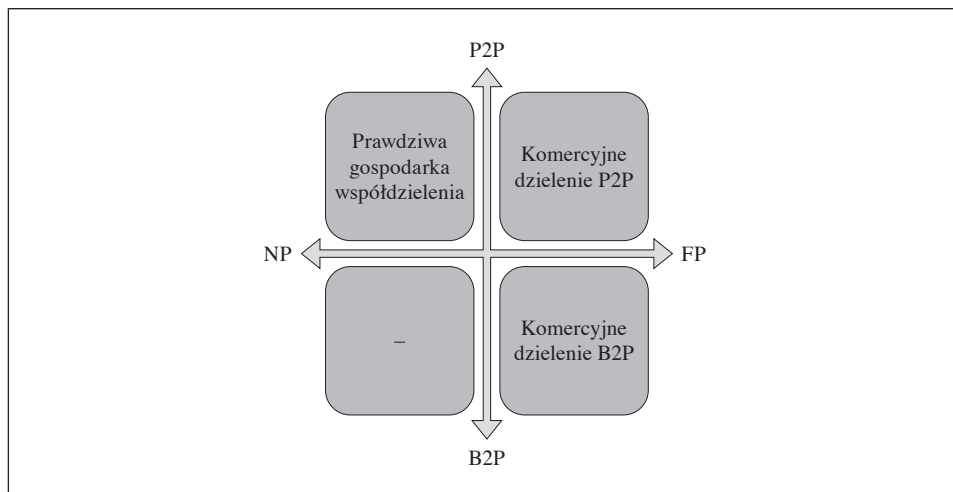 P2P
Prawdziwa
gospodarka
współdzielenia
Komercyjne
dzielenie P2P
NP
FP
–
Komercyjne
dzielenie B2P
B2P